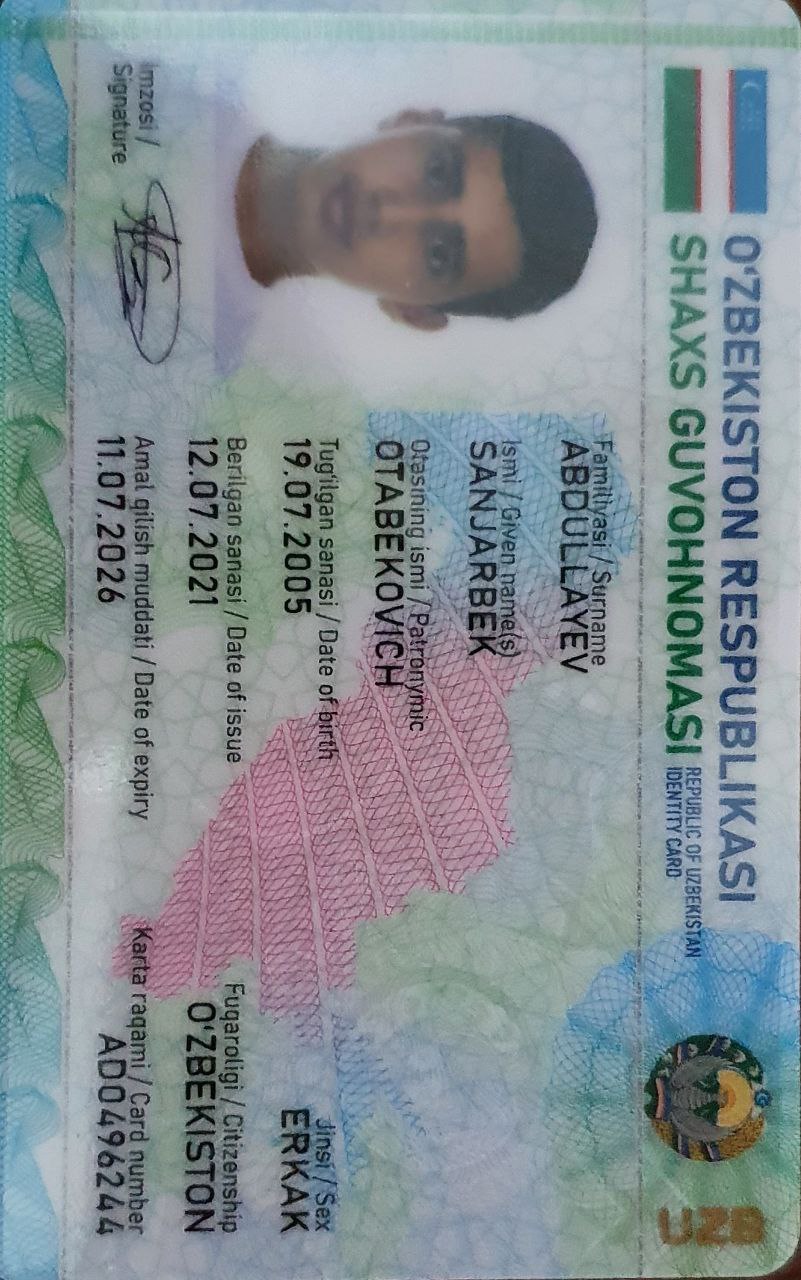 O‘ZBEKISTON RESPUBLIKASI
SHAXS GUVOHNOMASI
REPUBLIC OF UZBEKISTAN
IDENTITY CARD
UZB
Familiyasi / Surname
ABDULLAYEV
Ismi / Given name(s)
SANJARBEK
Otasining ismi / Patronymic
OTABEKOVICH
Tug‘ilgan sanasi / Date of birth
19.07.2005
Jinsi / Sex
ERKAK
Berilgan sanasi / Date of issue
12.07.2021
Fuqaroligi / Citizenship
O‘ZBEKISTON
Amal qilish muddati / Date of expiry
11.07.2026
Karta raqami / Card number
AD0496244
Imzosi /
Signature